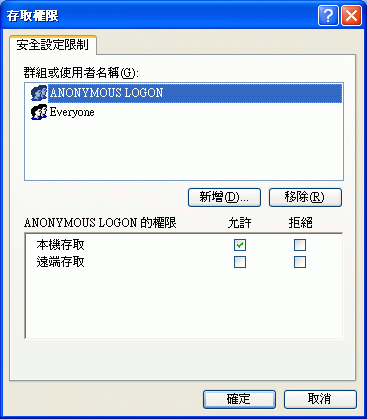 存取權限
安全設定限制
群組或使用者名稱(G):
ANONYMOUS LOGON
Everyone
新增(D)... 移除(R)
ANONYMOUS LOGON 的權限 允許 拒絕
本機存取
遠端存取
確定 取消